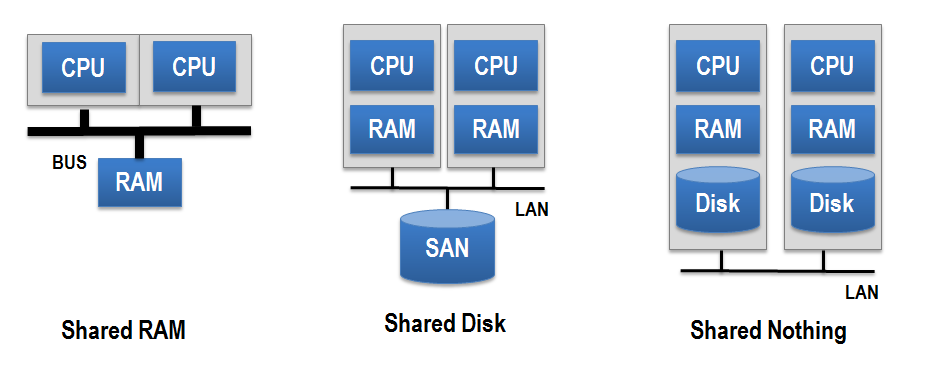 CPU CPU
BUS
RAM
Shared RAM
CPU CPU
RAM RAM
LAN
SAN
Shared Disk
CPU CPU
RAM RAM
Disk Disk
LAN
Shared Nothing